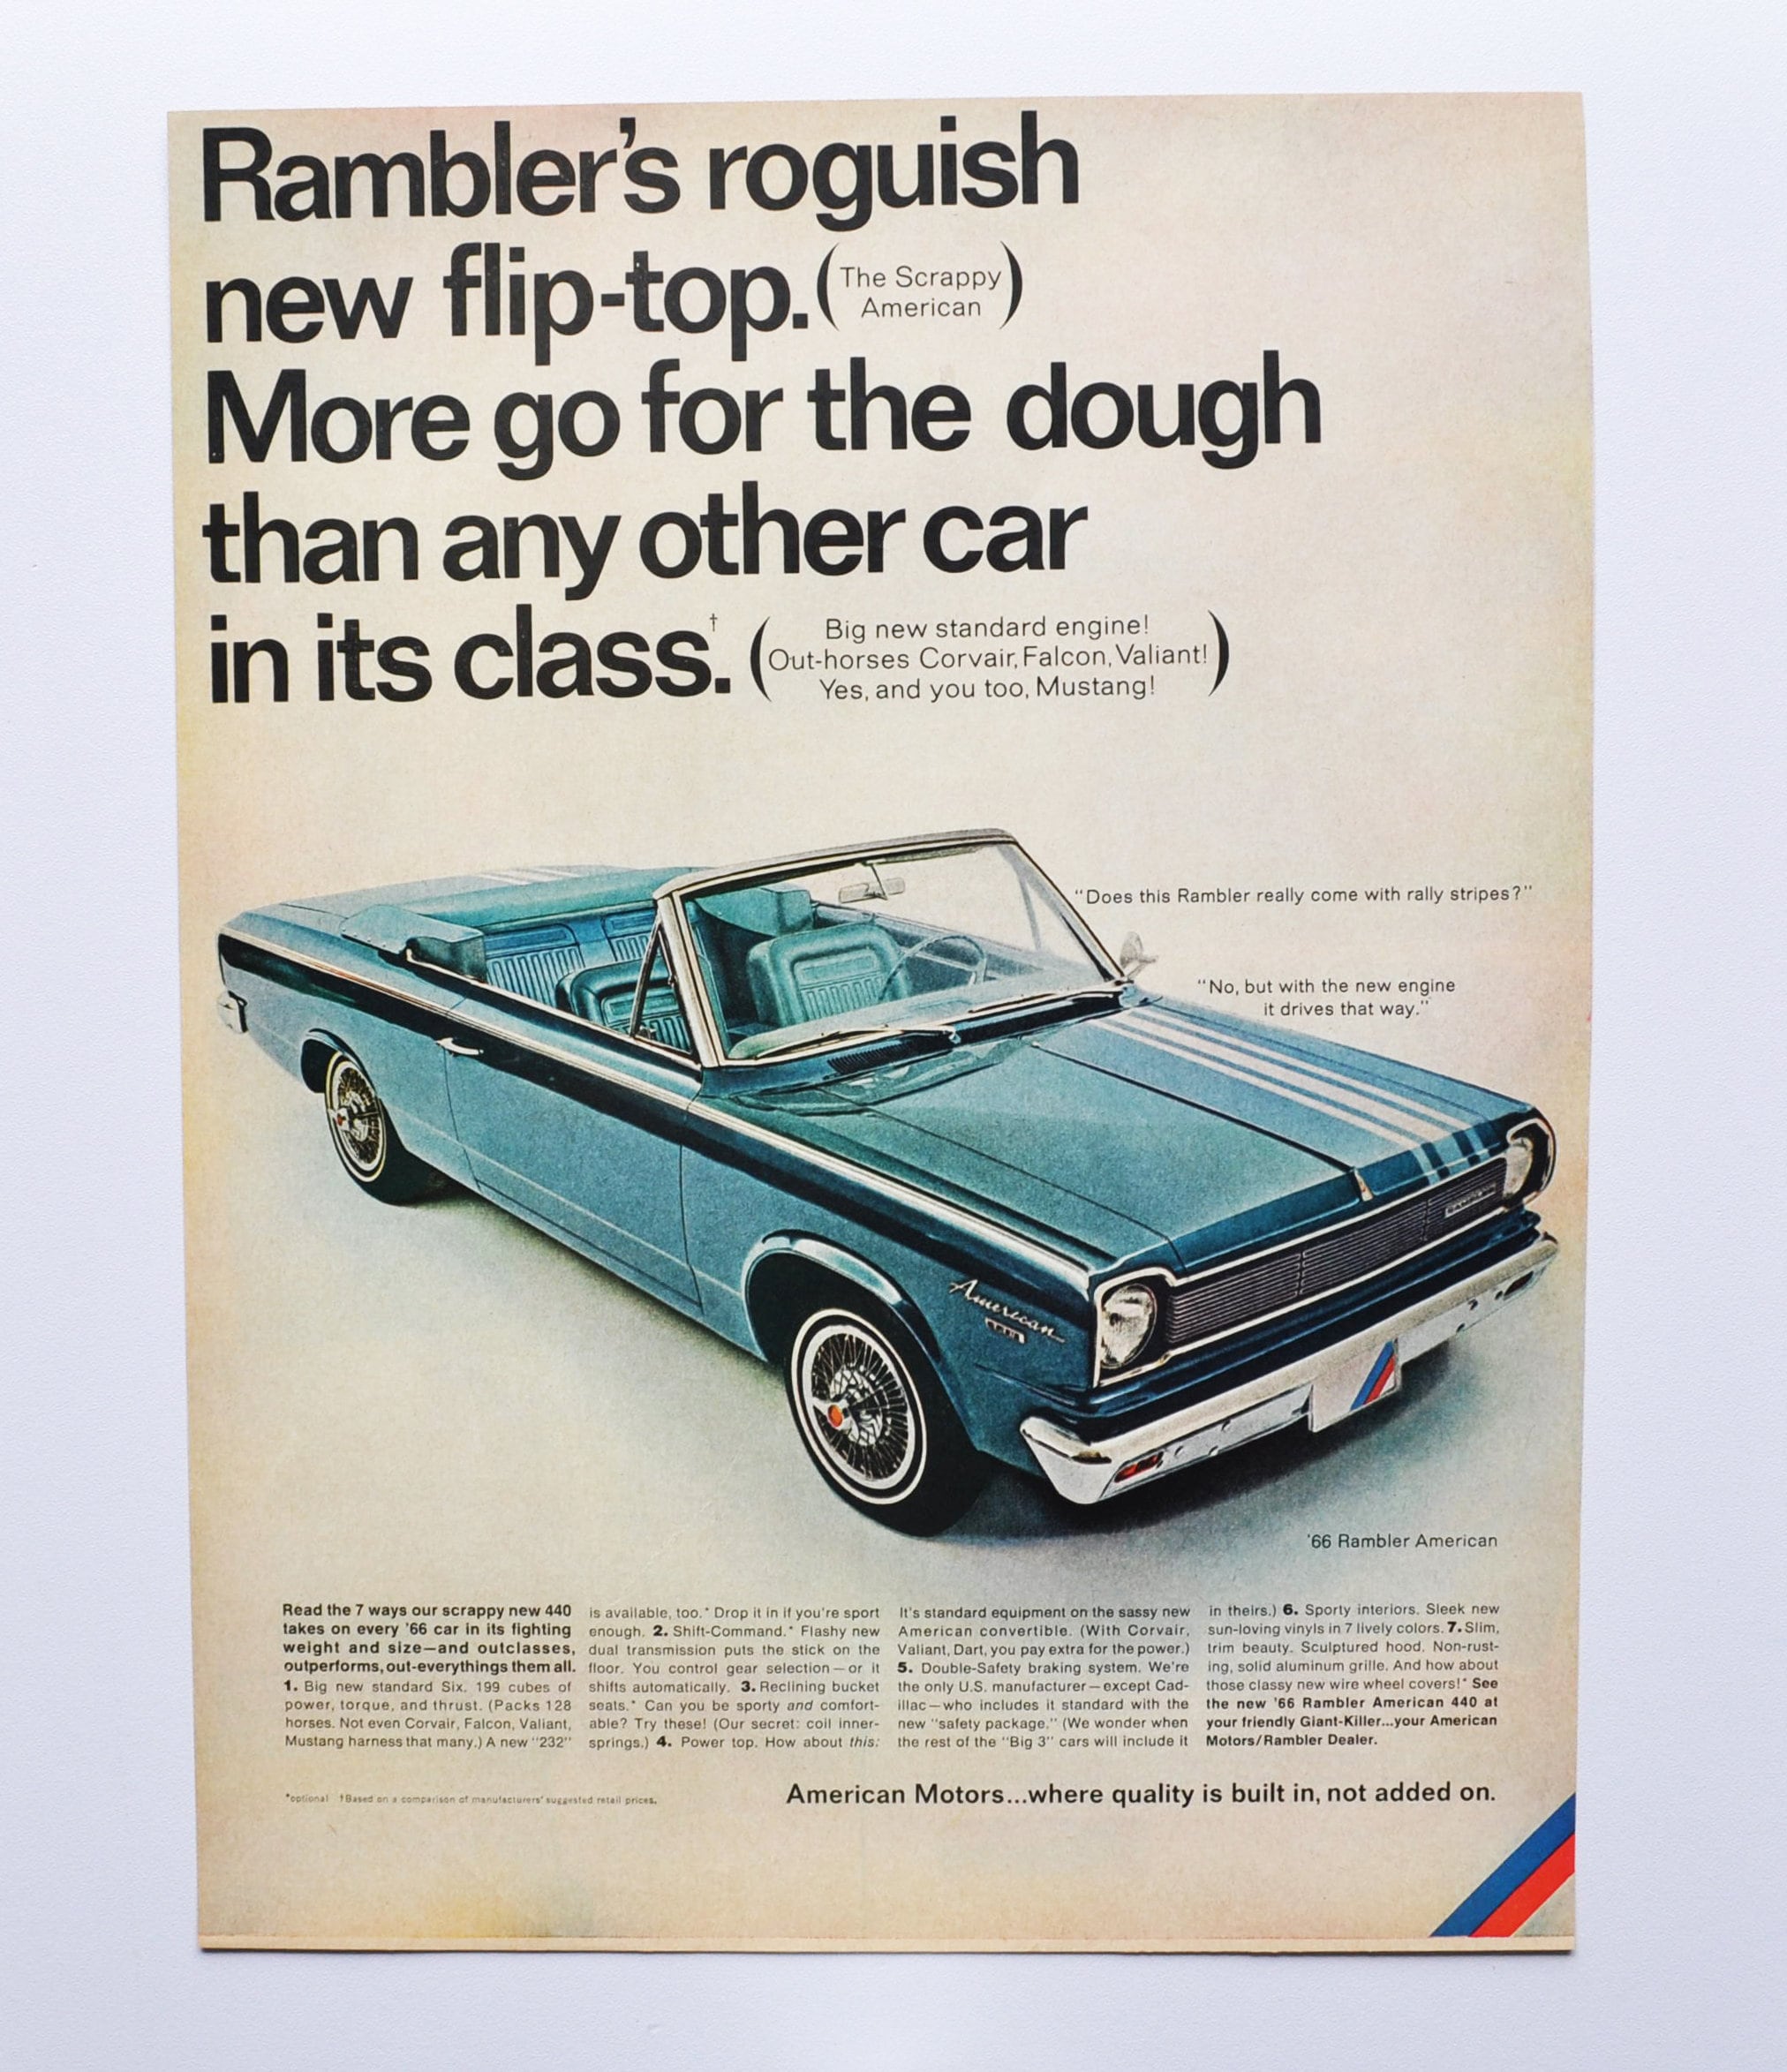 Rambler's roguish
new flip-top. (The Scrappy
American)
More go for the dough
than any other car
in its class.† (Big new standard engine!
Out-horses Corvair, Falcon, Valiant!
Yes, and you too, Mustang!)
"Does this Rambler really come with rally stripes?"
"No, but with the new engine
it drives that way."
American
440
'66 Rambler American
Read the 7 ways our scrappy new 440
takes on every '66 car in its fighting
weight and size—and outclasses,
outperforms, out-everythings them all.
1. Big new standard Six. 199 cubes of
power, torque, and thrust. (Packs 128
horses. Not even Corvair, Falcon, Valiant,
Mustang harness that many.) A new "232"
is available, too.* Drop it in if you're sport
enough. 2. Shift-Command.* Flashy new
dual transmission puts the stick on the
floor. You control gear selection—or it
shifts automatically. 3. Reclining bucket
seats.* Can you be sporty and comfort-
able? Try these! (Our secret: coil inner-
springs.) 4. Power top. How about this:
It's standard equipment on the sassy new
American convertible. (With Corvair,
Valiant, Dart, you pay extra for the power.)
5. Double-Safety braking system. We're
the only U.S. manufacturer—except Cad-
illac—who includes it standard with the
new "safety package." (We wonder when
the rest of the "Big 3" cars will include it
in theirs.) 6. Sporty interiors. Sleek new
sun-loving vinyls in 7 lively colors. 7. Slim,
trim beauty. Sculptured hood. Non-rust-
ing, solid aluminum grille. And how about
those classy new wire wheel covers!* See
the new '66 Rambler American 440 at
your friendly Giant-Killer...your American
Motors/Rambler Dealer.
*optional †Based on a comparison of manufacturers' suggested retail prices.
American Motors...where quality is built in, not added on.